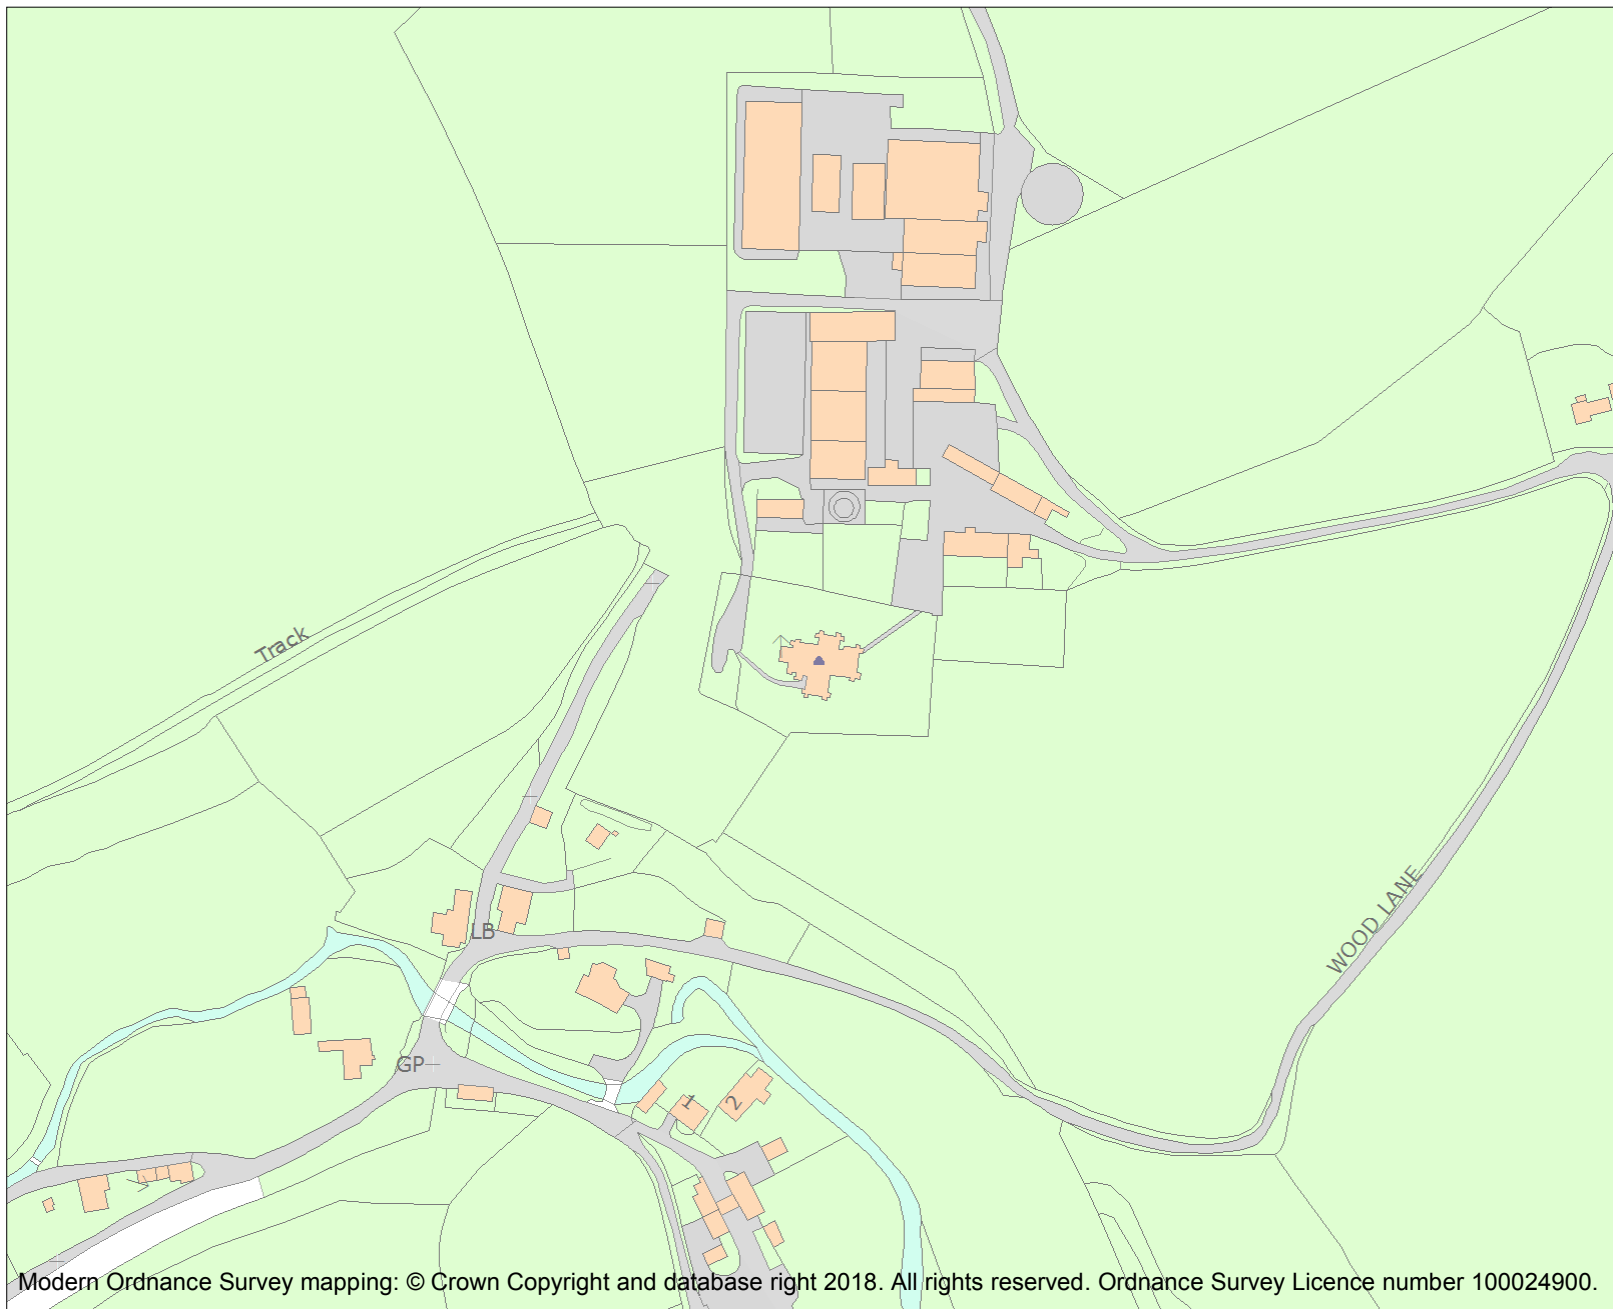 Track
WOOD LANE
LB
GP
1
2
Modern Ordnance Survey mapping: © Crown Copyright and database right 2018. All rights reserved. Ordnance Survey Licence number 100024900.